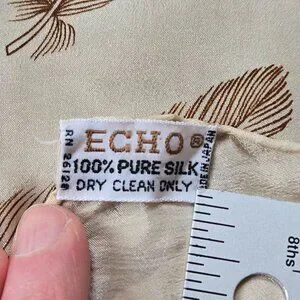 ECHO®
100% PURE SILK
DRY CLEAN ONLY
RN 26128
MADE IN JAPAN
8ths